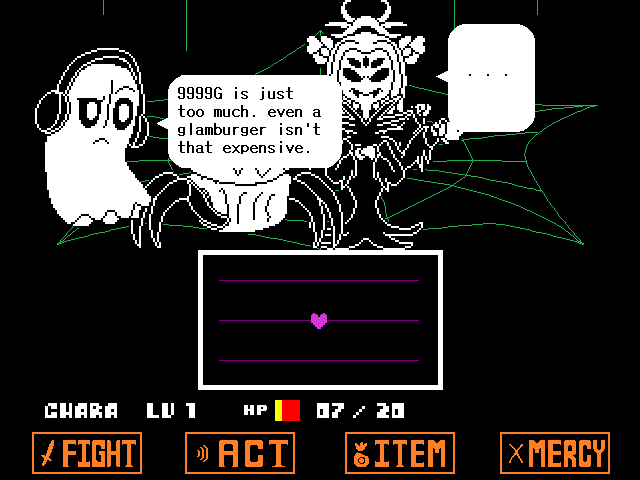 9999G is just
too much. even a
glamburger isn't
that expensive.
. . .
CHARA LV 1 HP 07 / 20
FIGHT ACT ITEM MERCY